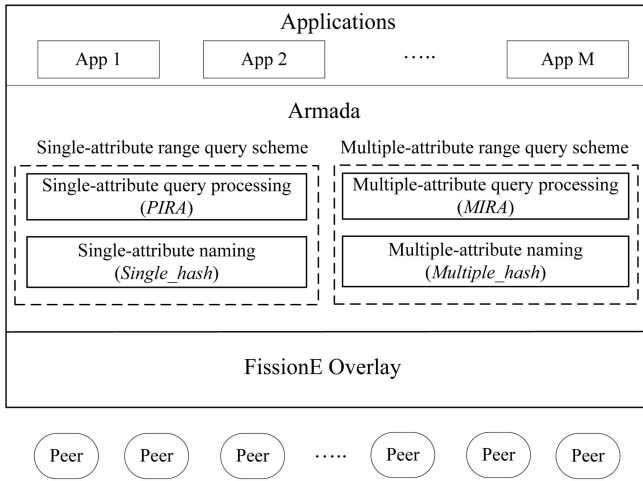 Applications
App 1 App 2 ..... App M
Armada
Single-attribute range query scheme Multiple-attribute range query scheme
Single-attribute query processing
(PIRA)
Multiple-attribute query processing
(MIRA)
Single-attribute naming
(Single_hash)
Multiple-attribute naming
(Multiple_hash)
FissionE Overlay
Peer Peer Peer ..... Peer Peer Peer